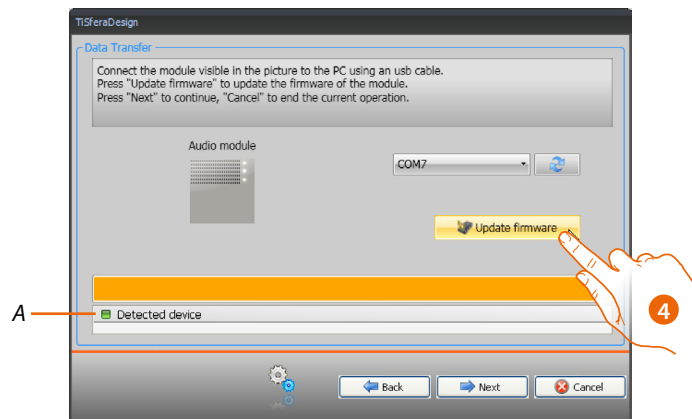 TiSferaDesign
Data Transfer
Connect the module visible in the picture to the PC using an usb cable.
Press "Update firmware" to update the firmware of the module.
Press "Next" to continue, "Cancel" to end the current operation.
Audio module
COM7
Update firmware
4
A
Detected device
Back
Next
Cancel